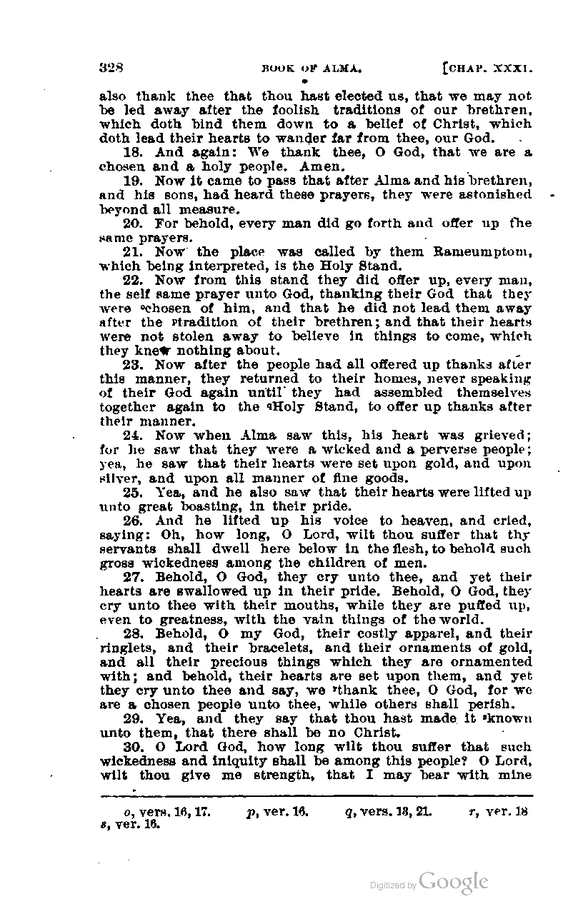 328 BOOK OF ALMA. [CHAP. XXXI.
also thank thee that thou hast elected us, that we may not
be led away after the foolish traditions of our brethren,
which doth bind them down to a belief of Christ, which
doth lead their hearts to wander far from thee, our God.
18. And again: We thank thee, O God, that we are a
chosen and a holy people. Amen.
19. Now it came to pass that after Alma and his brethren,
and his sons, had heard these prayers, they were astonished
beyond all measure.
20. For behold, every man did go forth and offer up the
same prayers.
21. Now the place was called by them Rameumptom,
which being interpreted, is the Holy Stand.
22. Now from this stand they did offer up, every man,
the self same prayer unto God, thanking their God that they
were ᵒchosen of him, and that he did not lead them away
after the ᵖtradition of their brethren; and that their hearts
were not stolen away to believe in things to come, which
they knew nothing about.
23. Now after the people had all offered up thanks after
this manner, they returned to their homes, never speaking
of their God again until they had assembled themselves
together again to the qHoly Stand, to offer up thanks after
their manner.
24. Now when Alma saw this, his heart was grieved;
for he saw that they were a wicked and a perverse people;
yea, he saw that their hearts were set upon gold, and upon
silver, and upon all manner of fine goods.
25. Yea, and he also saw that their hearts were lifted up
unto great boasting, in their pride.
26. And he lifted up his voice to heaven, and cried,
saying: Oh, how long, O Lord, wilt thou suffer that thy
servants shall dwell here below in the flesh, to behold such
gross wickedness among the children of men.
27. Behold, O God, they cry unto thee, and yet their
hearts are swallowed up in their pride. Behold, O God, they
cry unto thee with their mouths, while they are puffed up,
even to greatness, with the vain things of the world.
28. Behold, O my God, their costly apparel, and their
ringlets, and their bracelets, and their ornaments of gold,
and all their precious things which they are ornamented
with; and behold, their hearts are set upon them, and yet
they cry unto thee and say, we ʳthank thee, O God, for we
are a chosen people unto thee, while others shall perish.
29. Yea, and they say that thou hast made it ˢknown
unto them, that there shall be no Christ.
30. O Lord God, how long wilt thou suffer that such
wickedness and iniquity shall be among this people? O Lord,
wilt thou give me strength, that I may bear with mine
o, vers. 16, 17. p, ver. 16. q, vers. 13, 21. r, ver. 18
s, ver. 16.
Digitized by Google